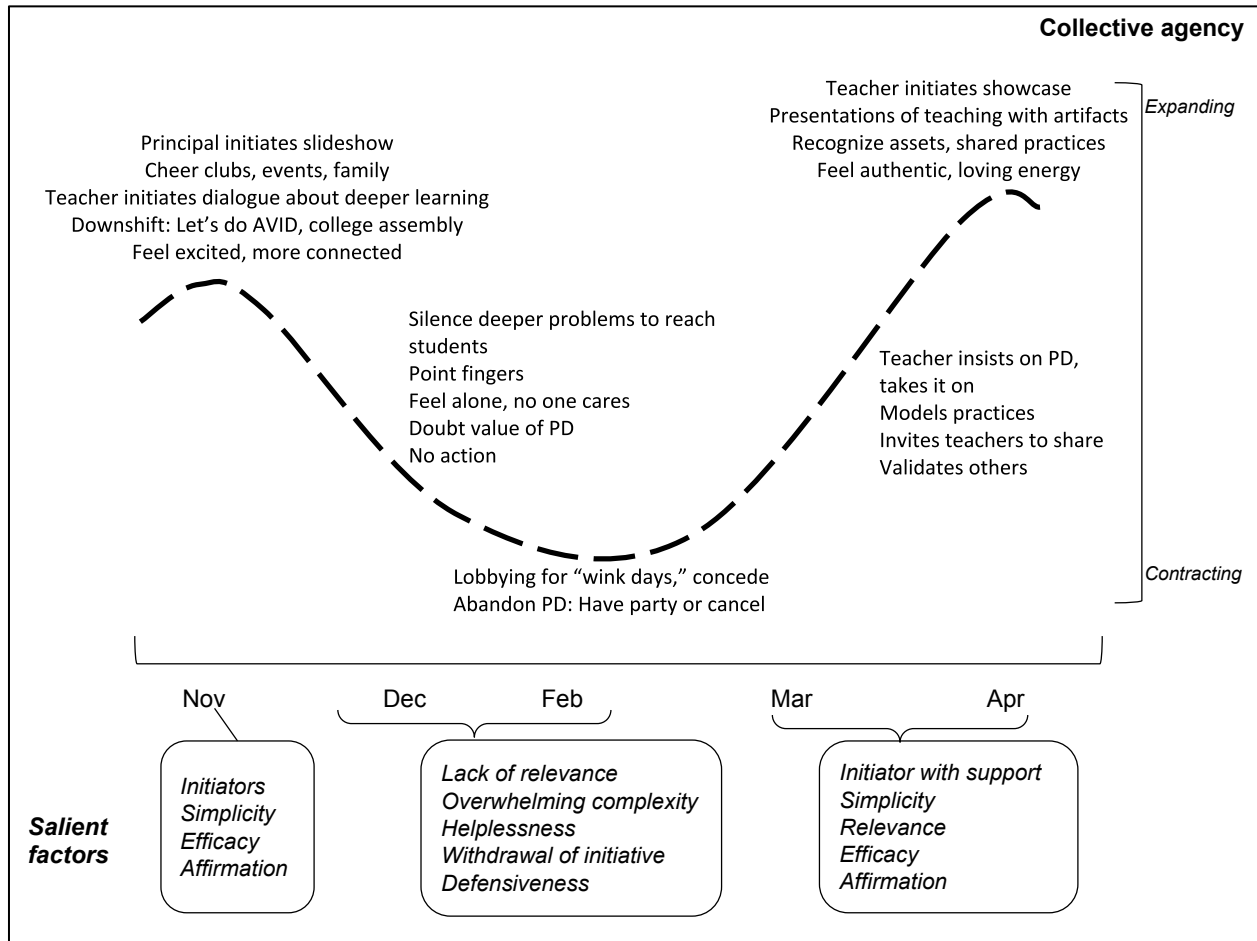 Collective agency
Expanding
Teacher initiates showcase
Presentations of teaching with artifacts
Recognize assets, shared practices
Feel authentic, loving energy
Principal initiates slideshow
Cheer clubs, events, family
Teacher initiates dialogue about deeper learning
Downshift: Let’s do AVID, college assembly
Feel excited, more connected
Silence deeper problems to reach
students
Point fingers
Feel alone, no one cares
Doubt value of PD
No action
Teacher insists on PD,
takes it on
Models practices
Invites teachers to share
Validates others
Lobbying for “wink days,” concede
Abandon PD: Have party or cancel
Contracting
Nov Dec Feb Mar Apr
Salient
factors
Initiators
Simplicity
Efficacy
Affirmation
Lack of relevance
Overwhelming complexity
Helplessness
Withdrawal of initiative
Defensiveness
Initiator with support
Simplicity
Relevance
Efficacy
Affirmation